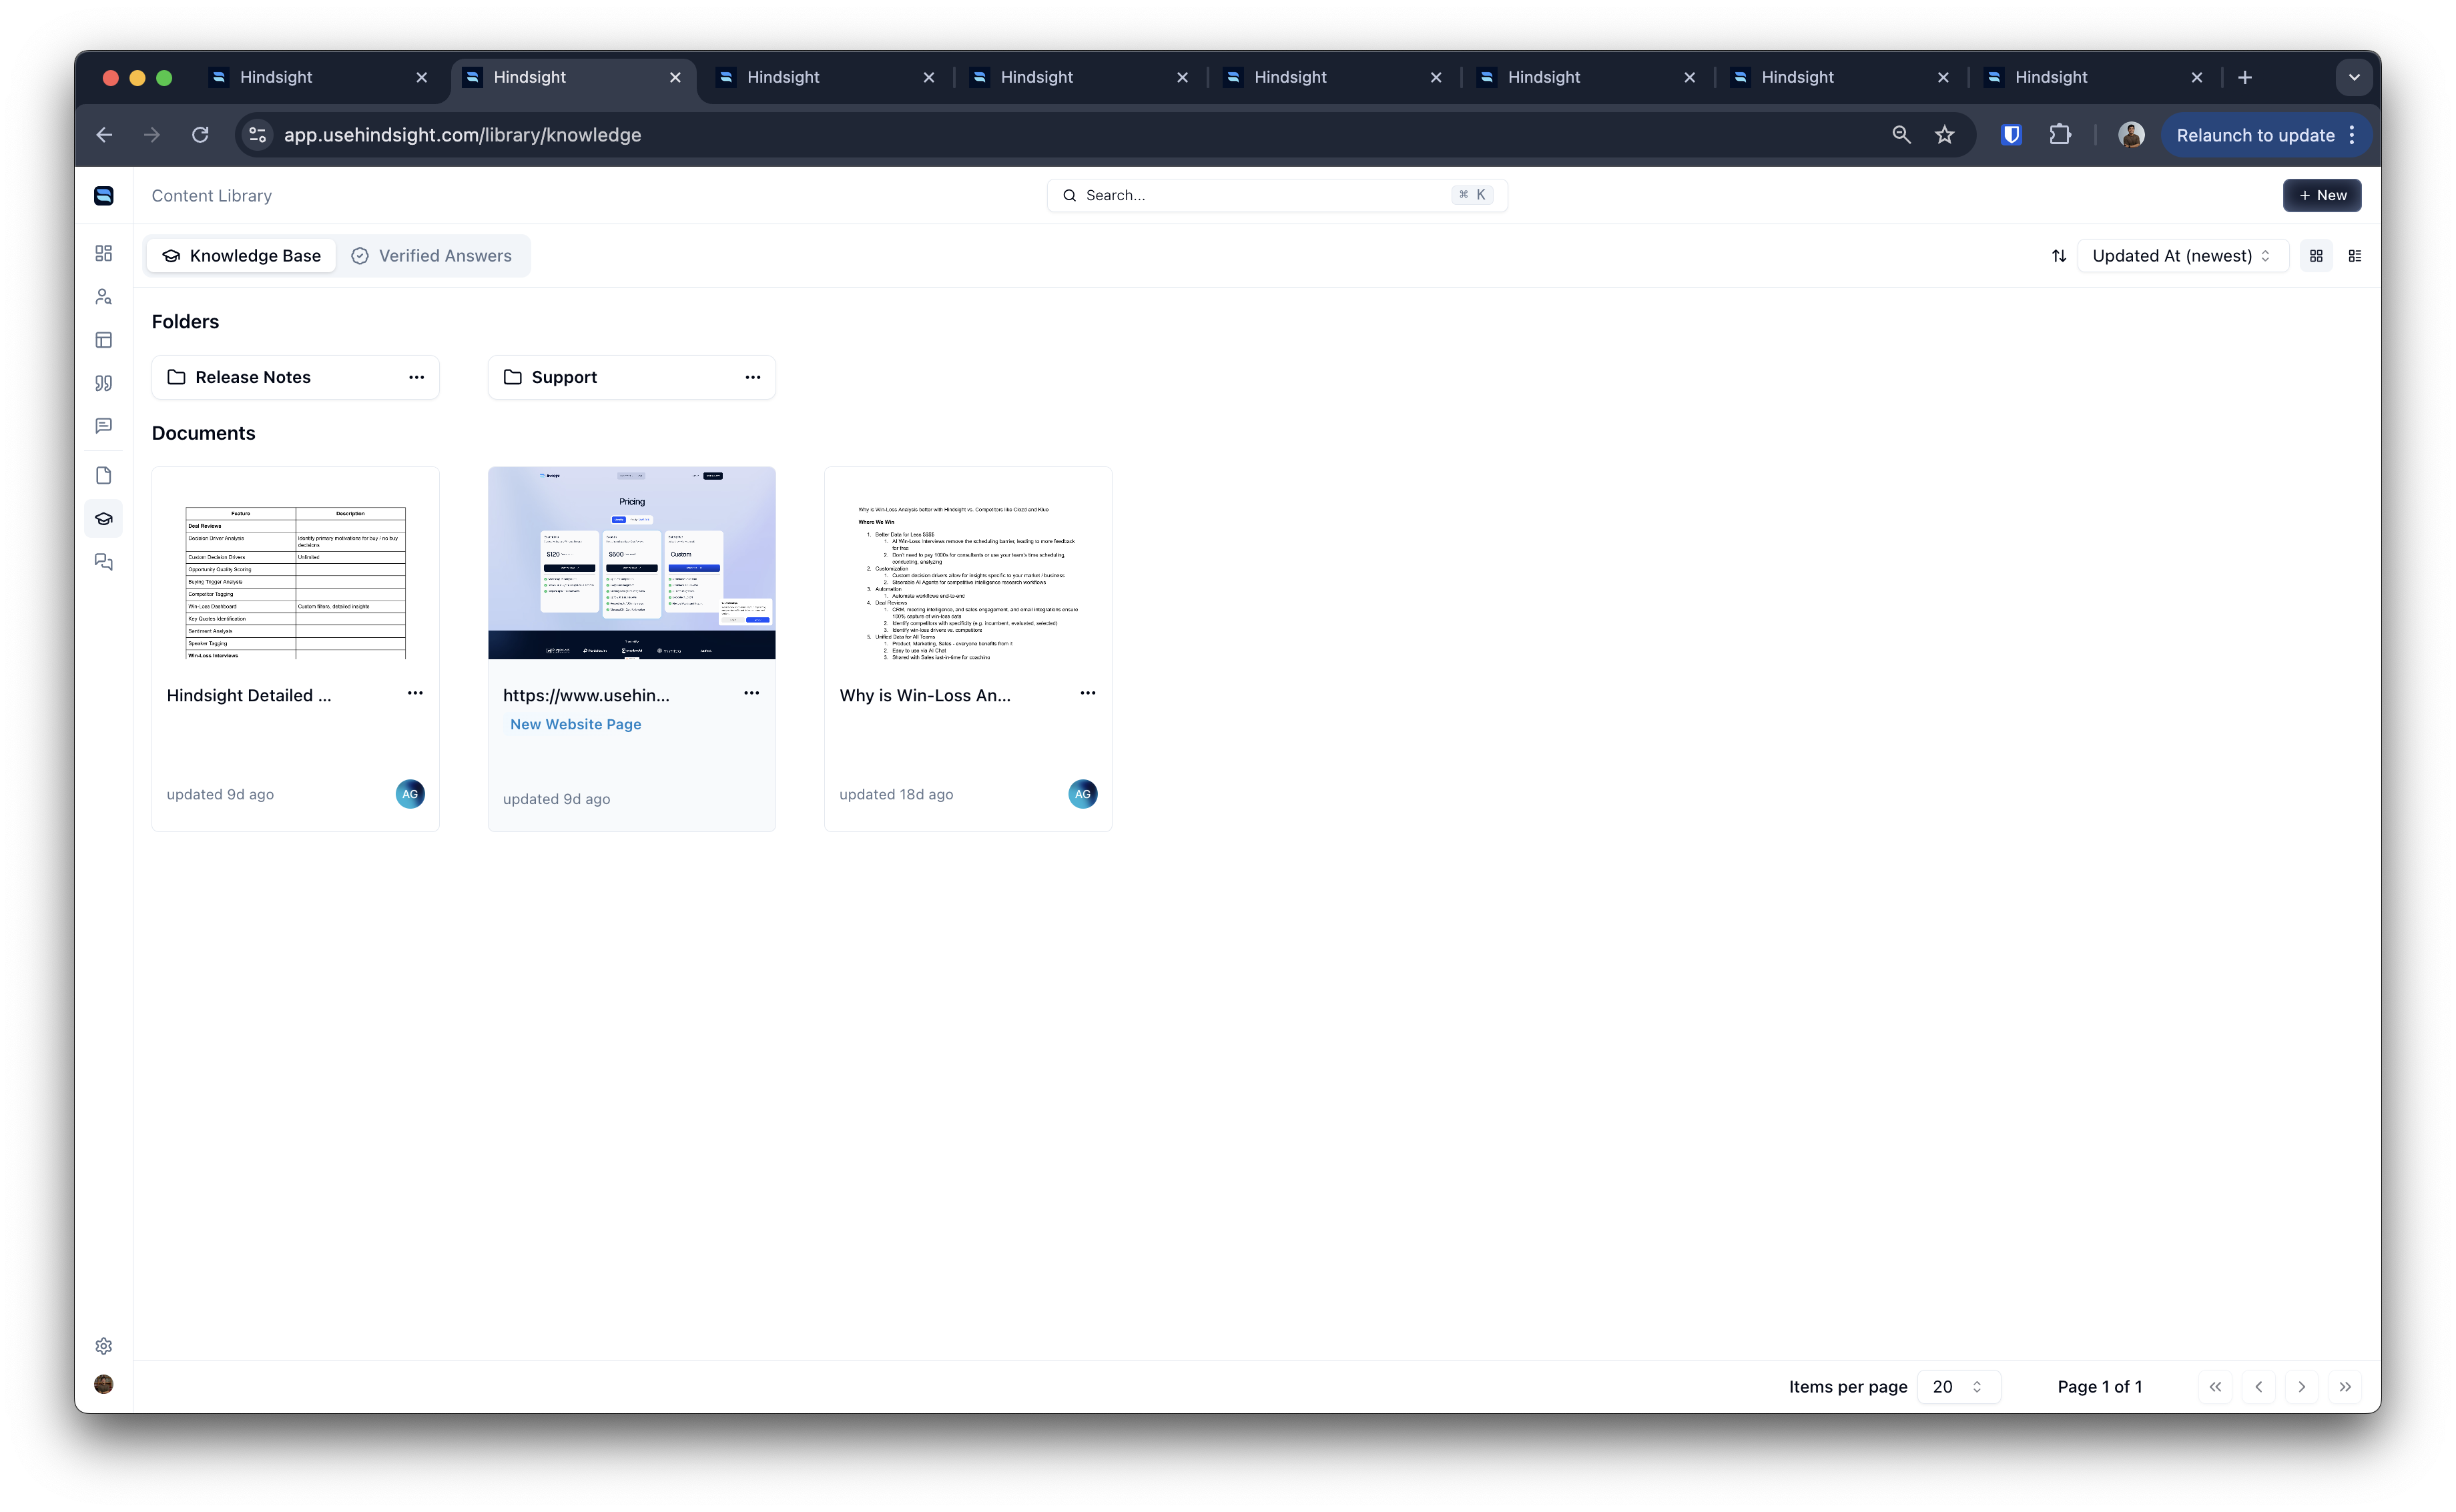 Hindsight
Hindsight
Hindsight
Hindsight
Hindsight
Hindsight
Hindsight
Hindsight
app.usehindsight.com/library/knowledge
Relaunch to update
Content Library
Search...
⌘ K
+ New
Knowledge Base
Verified Answers
Updated At (newest)
Folders
Release Notes
Support
Documents
Feature Description
Deal Reviews
Decision Driver Analysis Identify primary motivations for buy / no buy
decisions
Custom Decision Drivers Unlimited
Opportunity Quality Scoring
Buying Trigger Analysis
Competitor Tagging
Win-Loss Dashboard Custom filters, detailed insights
Key Quotes Identification
Sentiment Analysis
Speaker Tagging
Win-Loss Interviews
Hindsight Detailed ...
updated 9d ago
AG
Pricing
$120
$500
Custom
https://www.usehin...
New Website Page
updated 9d ago
Why is Win-Loss Analysis better with Hindsight vs. Competitors like Clozd and Klue
Where We Win
1. Better Data for Less $$$$
1. AI Win-Loss Interviews remove the scheduling barrier, leading to more feedback
for free
2. Don't need to pay 1000s for consultants or use your team's time scheduling,
conducting, analyzing
2. Customization
1. Custom decision drivers allow for insights specific to your market / business
2. Steerable AI Agents for competitive intelligence research workflows
3. Automation
1. Automate workflows end-to-end
4. Deal Reviews
1. CRM, meeting intelligence, and sales engagement, and email integrations ensure
100% capture of win-loss data
2. Identify competitors with specificity (e.g. incumbent, evaluated, selected)
3. Identify win-loss drivers vs. competitors
5. Unified Data for All Teams
1. Product, Marketing, Sales - everyone benefits from it
2. Easy to use via AI Chat
3. Shared with Sales just-in-time for coaching
Why is Win-Loss An...
updated 18d ago
AG
Items per page 20
Page 1 of 1